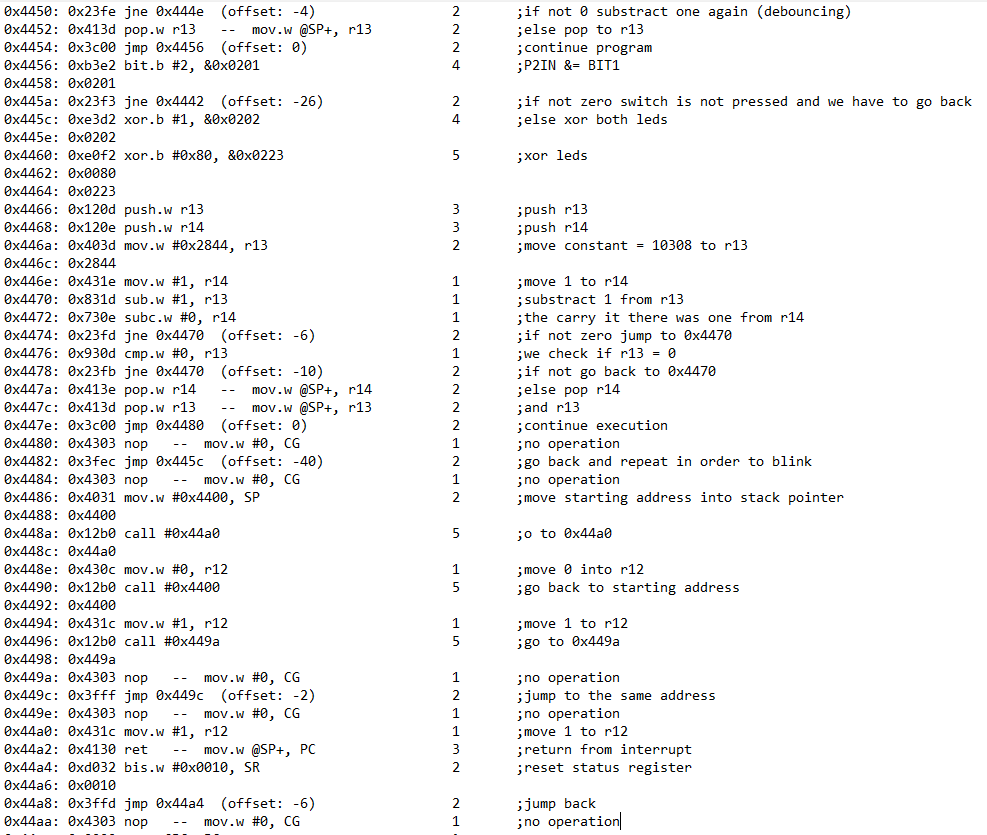 0x4450: 0x23fe jne 0x444e  (offset: -4)                 2       ;if not 0 substract one again (debouncing)
0x4452: 0x413d pop.w r13   --  mov.w @SP+, r13          2       ;else pop to r13
0x4454: 0x3c00 jmp 0x4456  (offset: 0)                  2       ;continue program
0x4456: 0xb3e2 bit.b #2, &0x0201                        4       ;P2IN &= BIT1
0x4458: 0x0201
0x445a: 0x23f3 jne 0x4442  (offset: -26)                2       ;if not zero switch is not pressed and we have to go back
0x445c: 0xe3d2 xor.b #1, &0x0202                        4       ;else xor both leds
0x445e: 0x0202
0x4460: 0xe0f2 xor.b #0x80, &0x0223                     5       ;xor leds
0x4462: 0x0080
0x4464: 0x0223
0x4466: 0x120d push.w r13                               3       ;push r13
0x4468: 0x120e push.w r14                               3       ;push r14
0x446a: 0x403d mov.w #0x2844, r13                       2       ;move constant = 10308 to r13
0x446c: 0x2844
0x446e: 0x431e mov.w #1, r14                            1       ;move 1 to r14
0x4470: 0x831d sub.w #1, r13                            1       ;substract 1 from r13
0x4472: 0x730e subc.w #0, r14                           1       ;the carry it there was one from r14
0x4474: 0x23fd jne 0x4470  (offset: -6)                 2       ;if not zero jump to 0x4470
0x4476: 0x930d cmp.w #0, r13                            1       ;we check if r13 = 0
0x4478: 0x23fb jne 0x4470  (offset: -10)                2       ;if not go back to 0x4470
0x447a: 0x413e pop.w r14   --  mov.w @SP+, r14          2       ;else pop r14
0x447c: 0x413d pop.w r13   --  mov.w @SP+, r13          2       ;and r13
0x447e: 0x3c00 jmp 0x4480  (offset: 0)                  2       ;continue execution
0x4480: 0x4303 nop   --  mov.w #0, CG                   1       ;no operation
0x4482: 0x3fec jmp 0x445c  (offset: -40)                2       ;go back and repeat in order to blink
0x4484: 0x4303 nop   --  mov.w #0, CG                   1       ;no operation
0x4486: 0x4031 mov.w #0x4400, SP                        2       ;move starting address into stack pointer
0x4488: 0x4400
0x448a: 0x12b0 call #0x44a0                             5       ;o to 0x44a0
0x448c: 0x44a0
0x448e: 0x430c mov.w #0, r12                            1       ;move 0 into r12
0x4490: 0x12b0 call #0x4400                             5       ;go back to starting address
0x4492: 0x4400
0x4494: 0x431c mov.w #1, r12                            1       ;move 1 to r12
0x4496: 0x12b0 call #0x449a                             5       ;go to 0x449a
0x4498: 0x449a
0x449a: 0x4303 nop   --  mov.w #0, CG                   1       ;no operation
0x449c: 0x3fff jmp 0x449c  (offset: -2)                 2       ;jump to the same address
0x449e: 0x4303 nop   --  mov.w #0, CG                   1       ;no operation
0x44a0: 0x431c mov.w #1, r12                            1       ;move 1 to r12
0x44a2: 0x4130 ret   --  mov.w @SP+, PC                 3       ;return from interrupt
0x44a4: 0xd032 bis.w #0x0010, SR                        2       ;reset status register
0x44a6: 0x0010
0x44a8: 0x3ffd jmp 0x44a4  (offset: -6)                 2       ;jump back
0x44aa: 0x4303 nop   --  mov.w #0, CG                   1       ;no operation